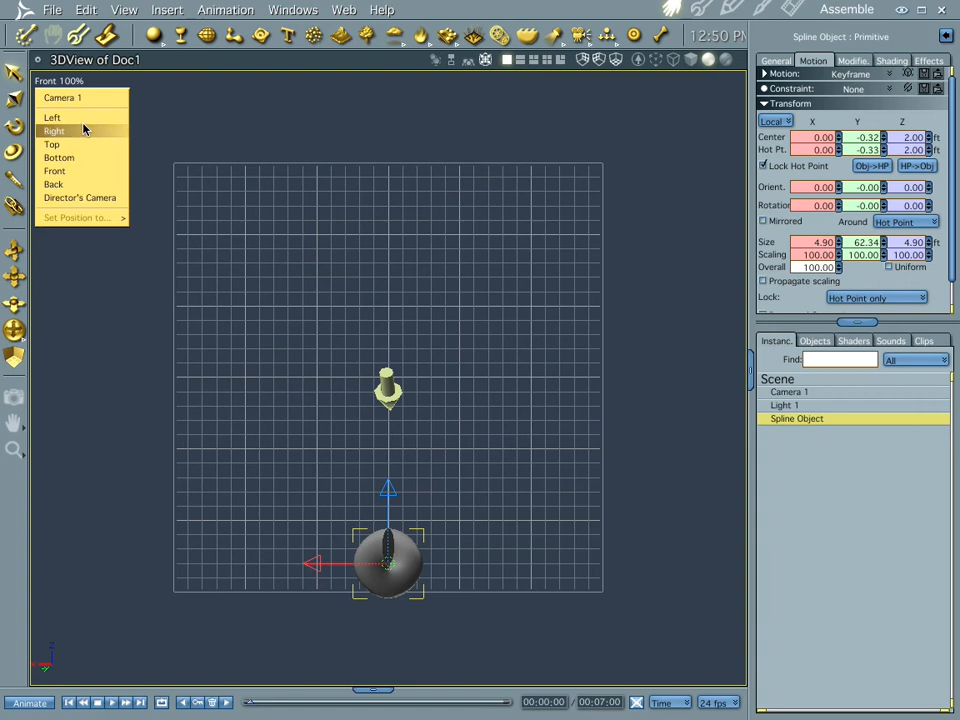 File Edit View Insert Animation Windows Web Help Assemble
12:50 PM
3DView of Doc1
Front 100%
Camera 1
Left
Right
Top
Bottom
Front
Back
Director's Camera
Set Position to... >
Z
Animate
00:00:00 / 00:07:00 Time 24 fps
Spline Object : Primitive
General Motion Modifie. Shading Effects
Motion: Keyframe
Constraint: None
Transform
Local X Y Z
Center 0.00 -0.32 2.00 ft
Hot Pt. 0.00 -0.33 2.00
Lock Hot Point Obj->HP HP->Obj
Orient. 0.00 -0.00 0.00
Rotation 0.00 -0.00 0.00
Mirrored Around Hot Point
Size 4.90 62.34 4.90 ft
Scaling 100.00 100.00 100.00
Overall 100.00 Uniform
Propagate scaling
Lock: Hot Point only
Instanc. Objects Shaders Sounds Clips
Find: All
Scene
Camera 1
Light 1
Spline Object